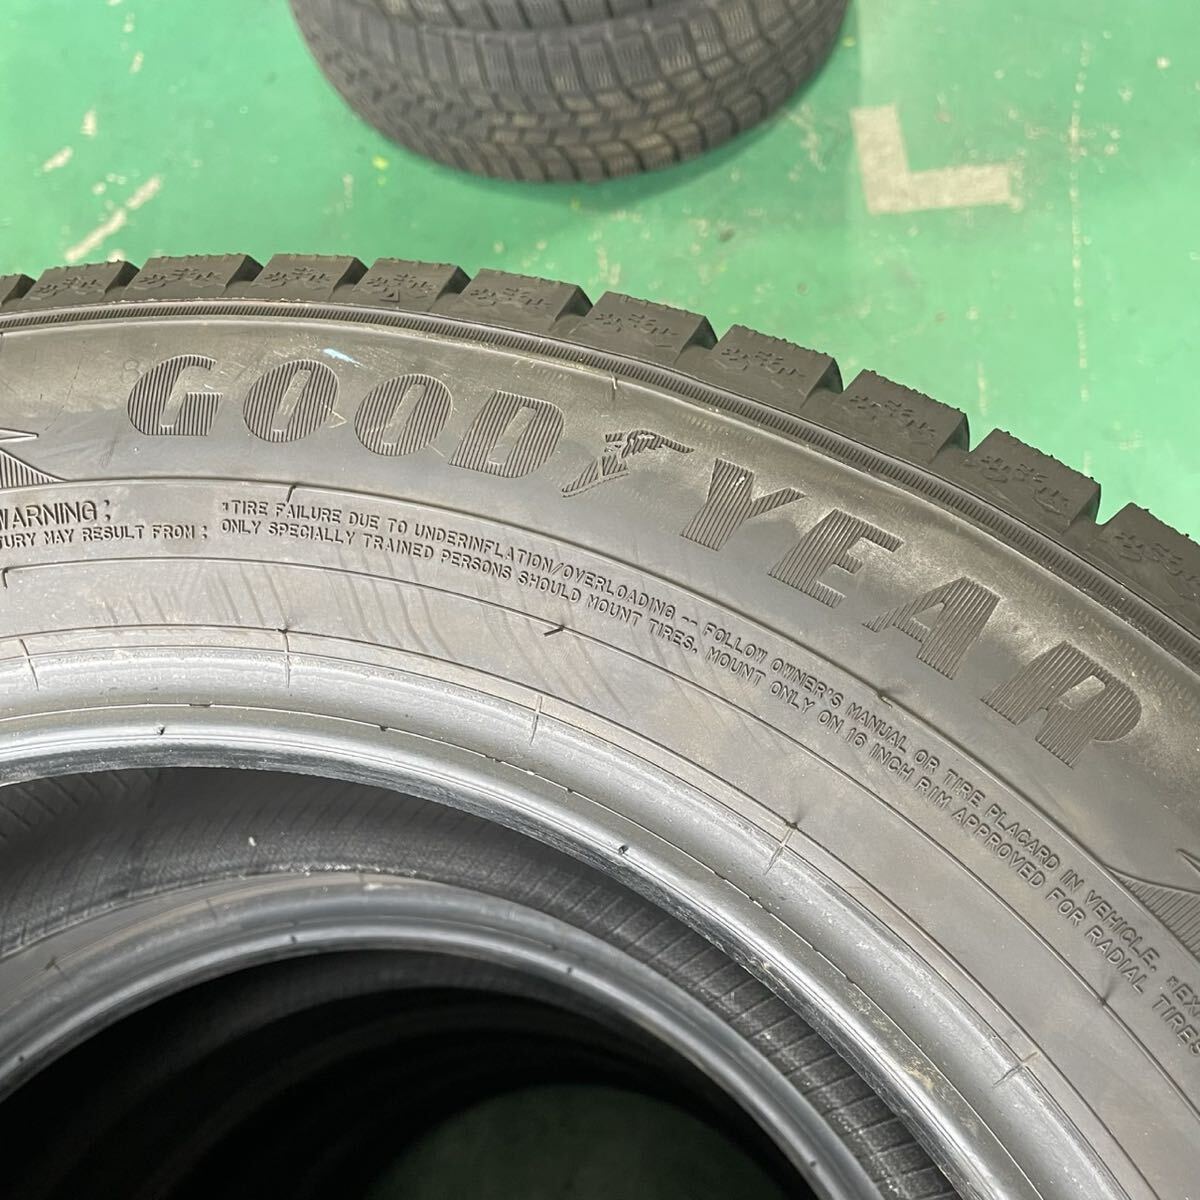 GOODYEAR
WARNING:
*TIRE FAILURE DUE TO UNDERINFLATION/OVERLOADING -- FOLLOW OWNER'S MANUAL OR TIRE PLACARD IN VEHICLE. *EX
JURY MAY RESULT FROM: ONLY SPECIALLY TRAINED PERSONS SHOULD MOUNT TIRES. MOUNT ONLY ON 16 INCH RIM APPROVED FOR RADIAL TIRES